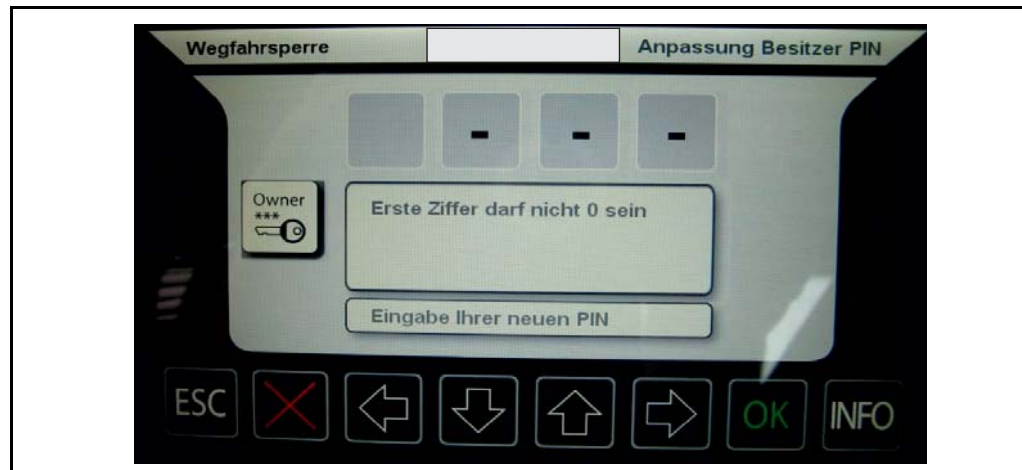 Wegfahrsperre Anpassung Besitzer PIN
- - -
Owner
***
Erste Ziffer darf nicht 0 sein
Eingabe Ihrer neuen PIN
ESC OK INFO